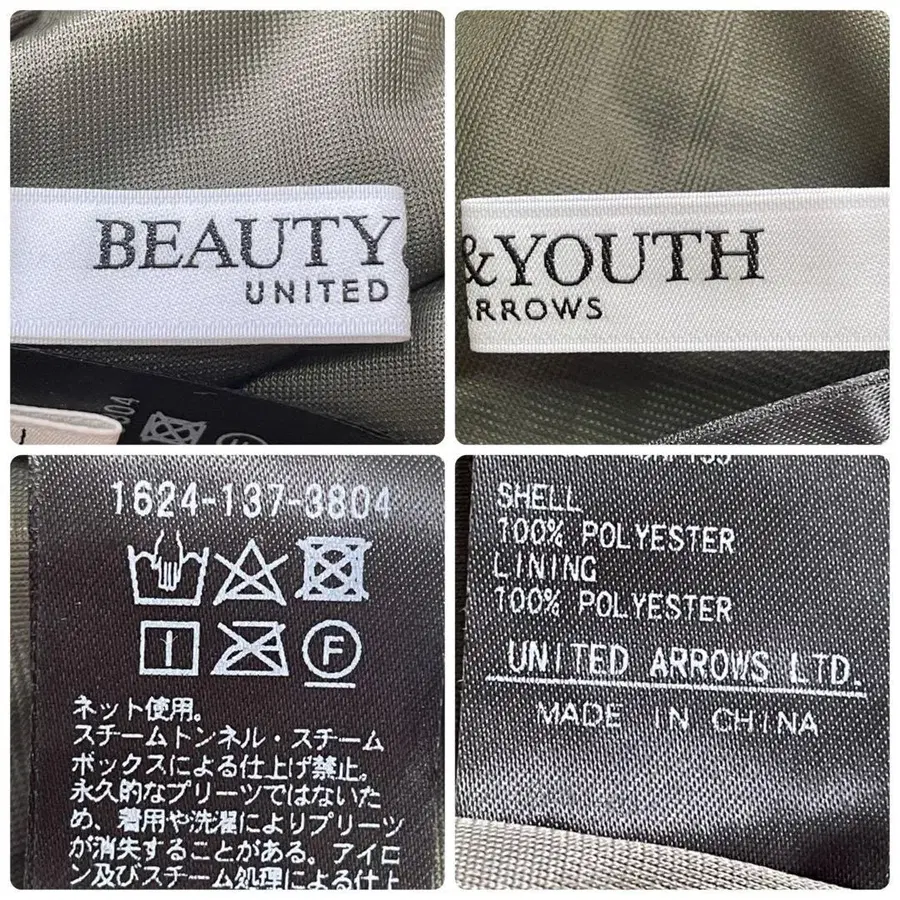 BEAUTY
UNITED
3804
&YOUTH
ARROWS
1624-137-3804
F
ネット使用。
スチームトンネル・スチーム
ボックスによる仕上げ禁止。
永久的なプリーツではないた
め、着用や洗濯によりプリーツ
が消失することがある。アイロ
ン及びスチーム処理による仕上
SHELL
100% POLYESTER
LINING
100% POLYESTER
UNITED ARROWS LTD.
MADE IN CHINA